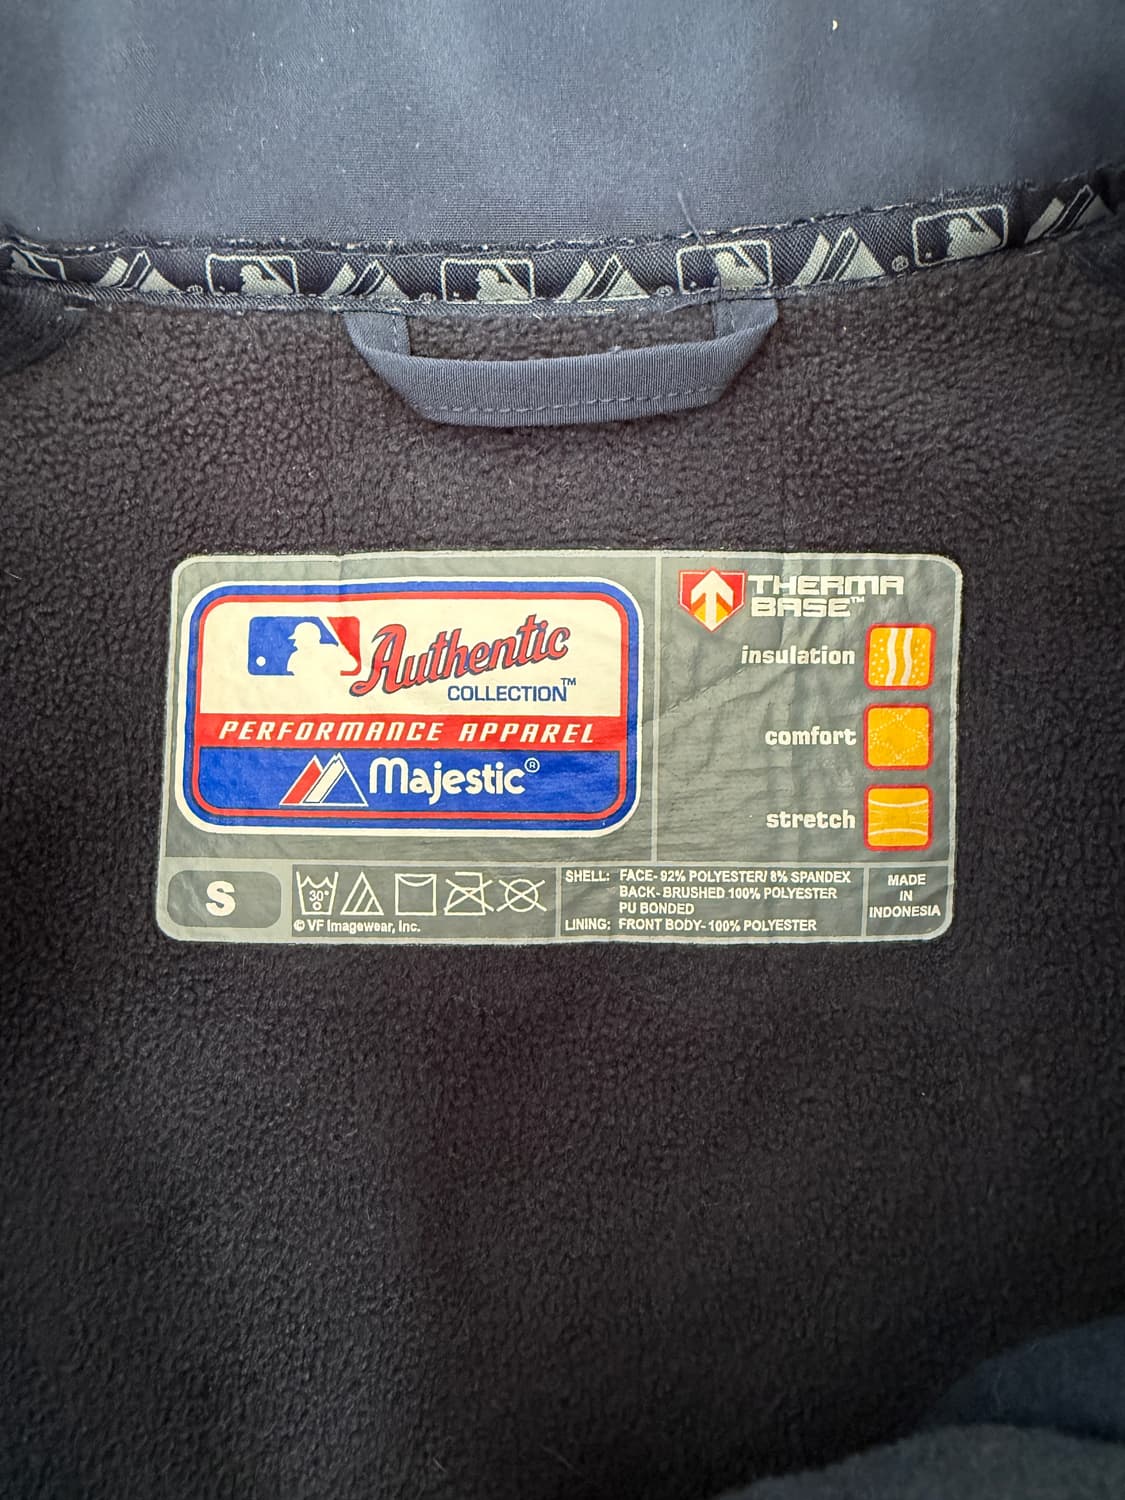 Authentic
COLLECTION™
PERFORMANCE APPAREL
Majestic®
THERMA
BASE™
insulation
comfort
stretch
S
30°
© VF Imagewear, Inc.
SHELL: FACE- 92% POLYESTER/ 8% SPANDEX
BACK- BRUSHED 100% POLYESTER
PU BONDED
LINING: FRONT BODY- 100% POLYESTER
MADE
IN
INDONESIA